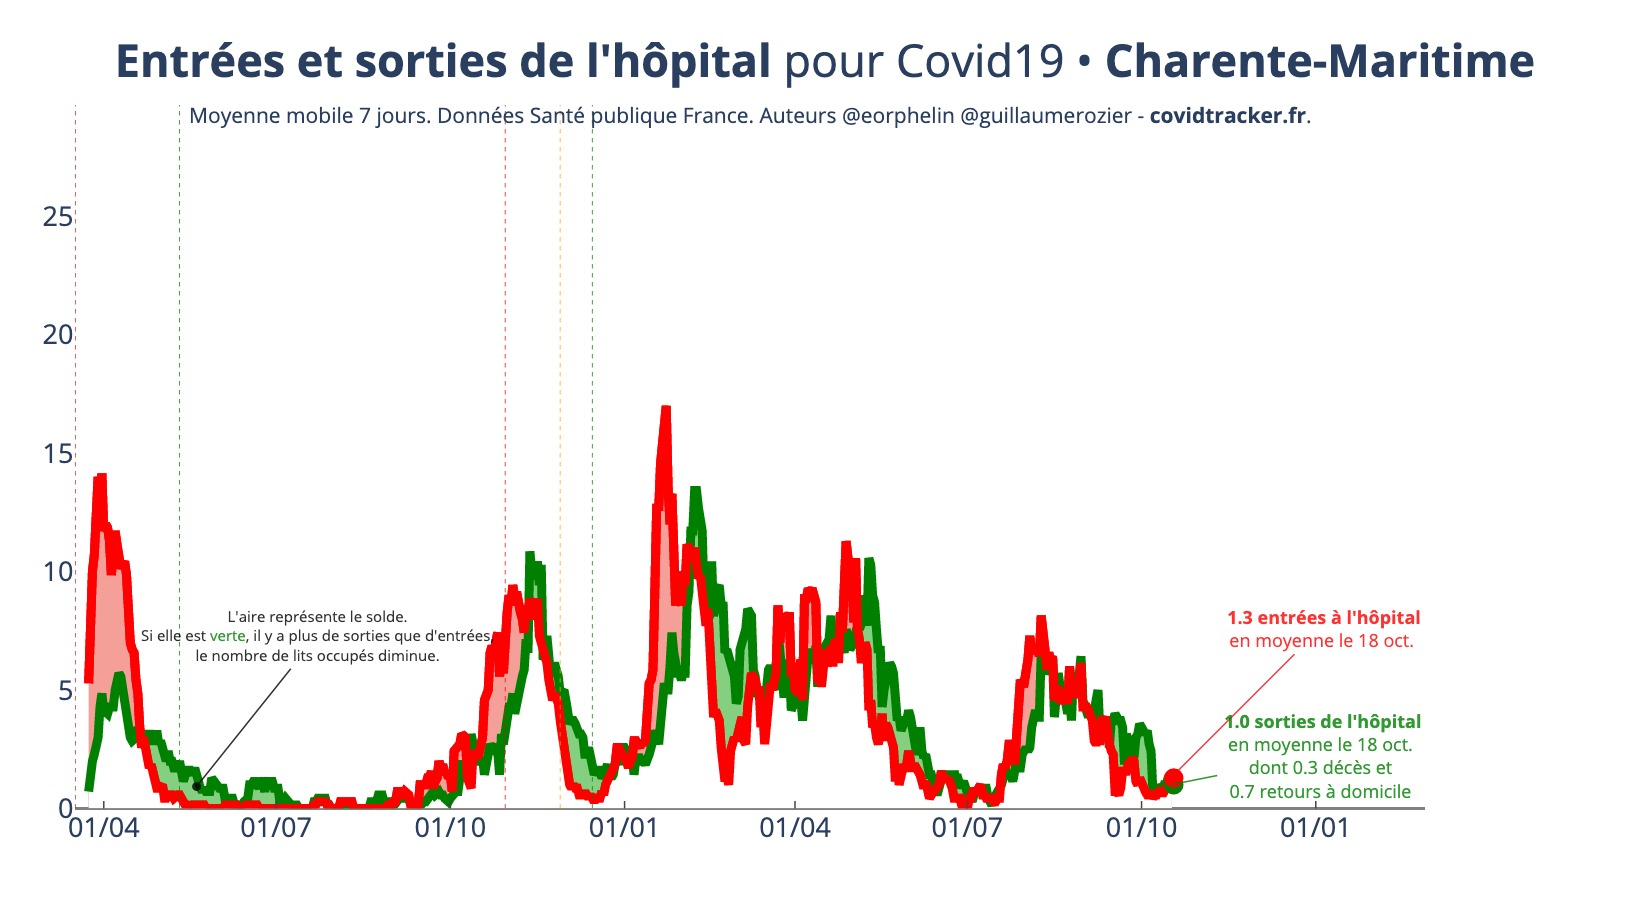 Entrées et sorties de l'hôpital pour Covid19 • Charente-Maritime
Moyenne mobile 7 jours. Données Santé publique France. Auteurs @eorphelin @guillaumerozier - covidtracker.fr.
25
20
15
10
5
0
L'aire représente le solde.
Si elle est verte, il y a plus de sorties que d'entrées,
le nombre de lits occupés diminue.
1.3 entrées à l'hôpital
en moyenne le 18 oct.
1.0 sorties de l'hôpital
en moyenne le 18 oct.
dont 0.3 décès et
0.7 retours à domicile
01/04 01/07 01/10 01/01 01/04 01/07 01/10 01/01